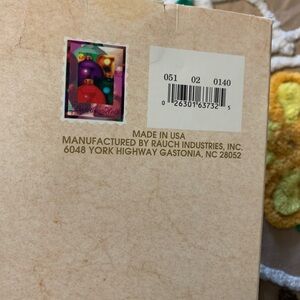 051 02 0140
0 26301 63732 5
MADE IN USA
MANUFACTURED BY RAUCH INDUSTRIES, INC.
6048 YORK HIGHWAY GASTONIA, NC 28052